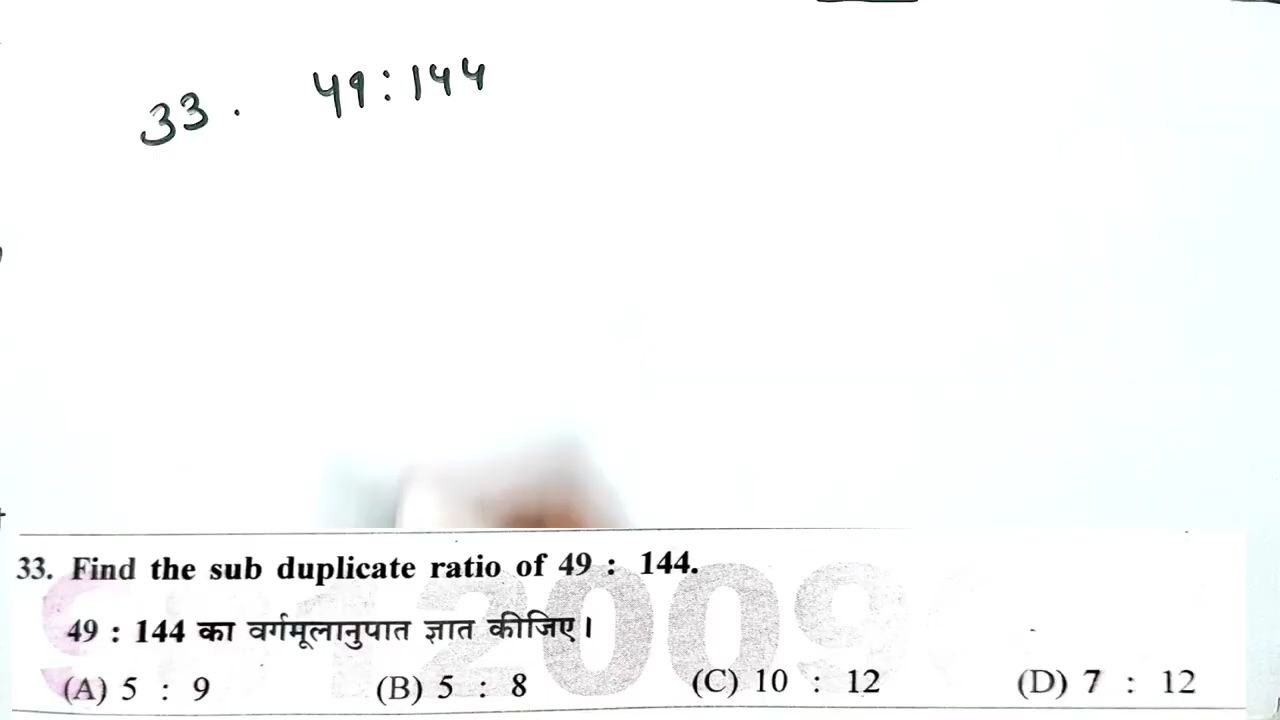 33. 49:144
33. Find the sub duplicate ratio of 49 : 144.
49 : 144 का वर्गमूलानुपात ज्ञात कीजिए।
(A) 5 : 9 (B) 5 : 8 (C) 10 : 12 (D) 7 : 12